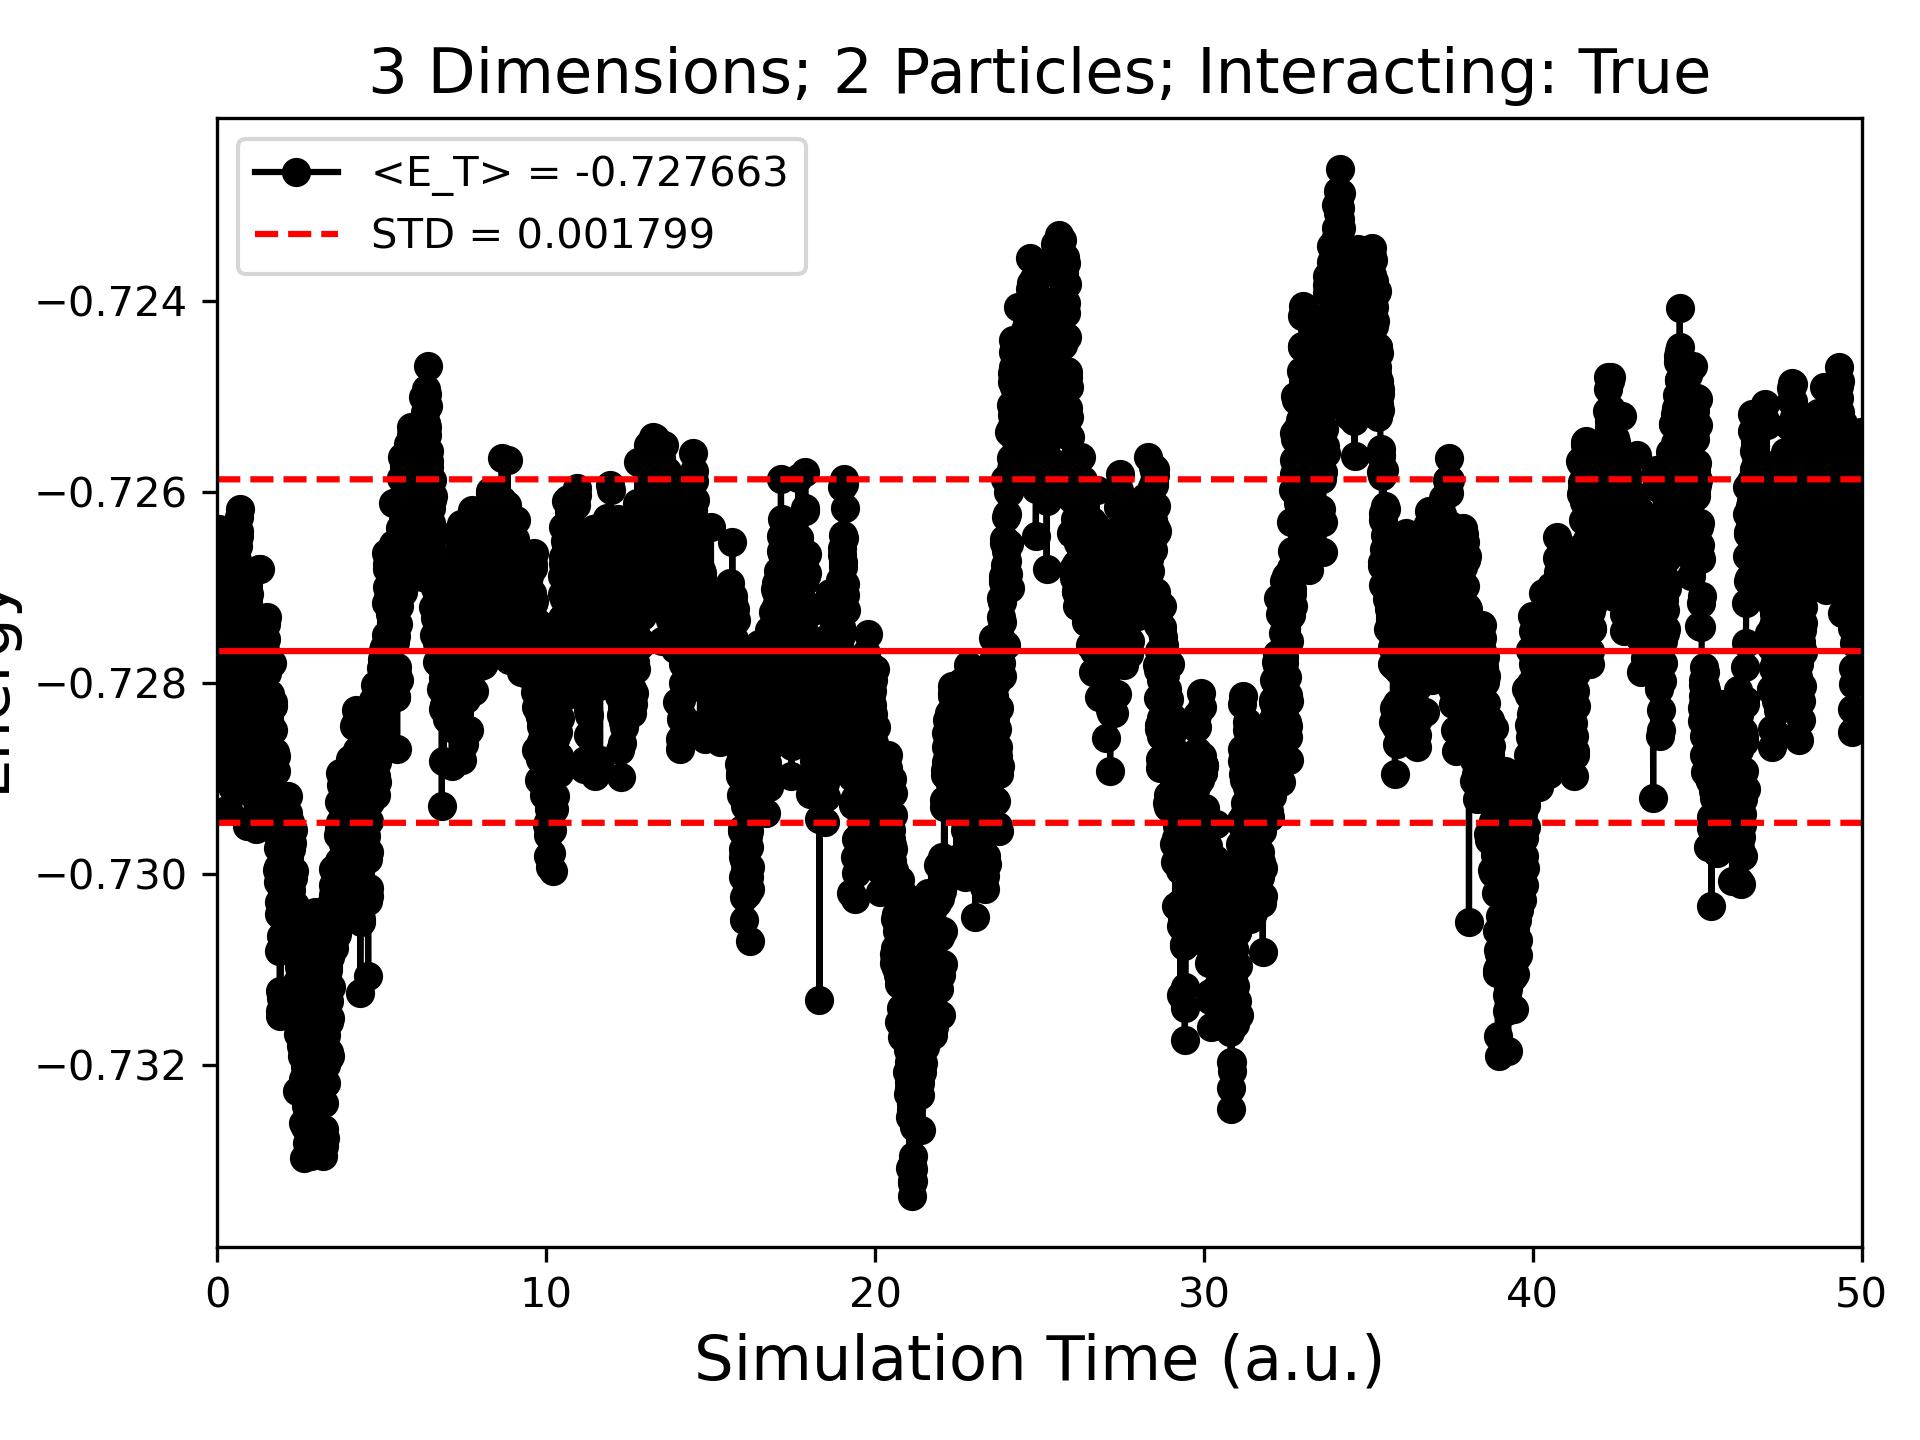 3 Dimensions; 2 Particles; Interacting: True
<E_T> = -0.727663
STD = 0.001799
−0.724
−0.726
−0.728
−0.730
−0.732
Energy
0 10 20 30 40 50
Simulation Time (a.u.)